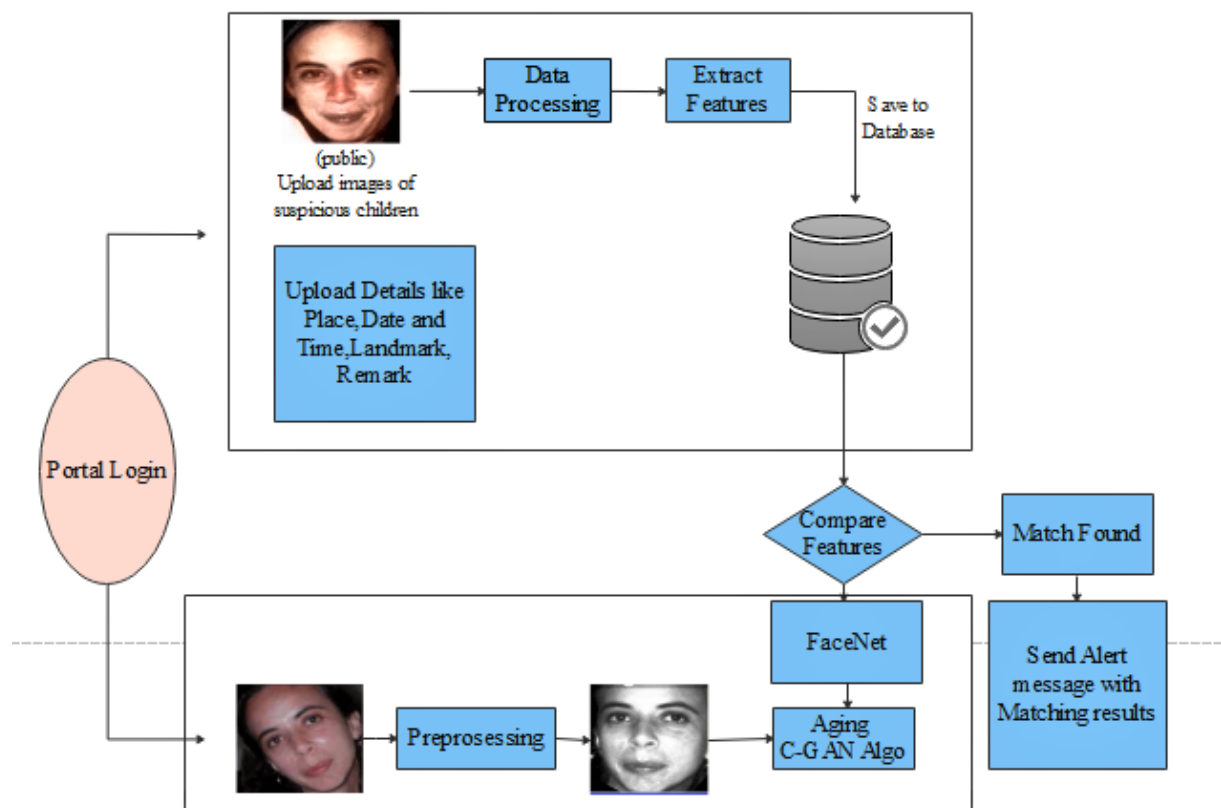 Data
Processing
Extract
Features
Save to
Database
(public)
Upload images of
suspicious children
Upload Details like
Place,Date and
Time,Landmark,
Remark
Portal Login
Compare
Features
Match Found
FaceNet
Send Alert
message with
Matching results
Preprosessing
Aging
C-GAN Algo